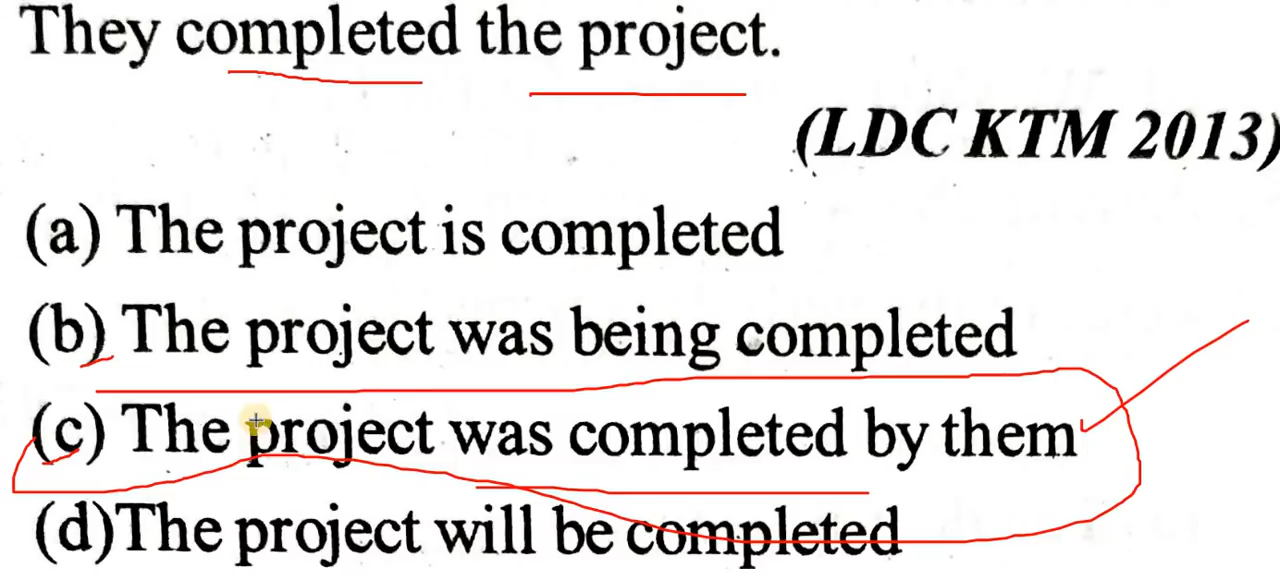 They completed the project.
(LDC KTM 2013)
(a) The project is completed
(b) The project was being completed
(c) The project was completed by them
(d)The project will be completed